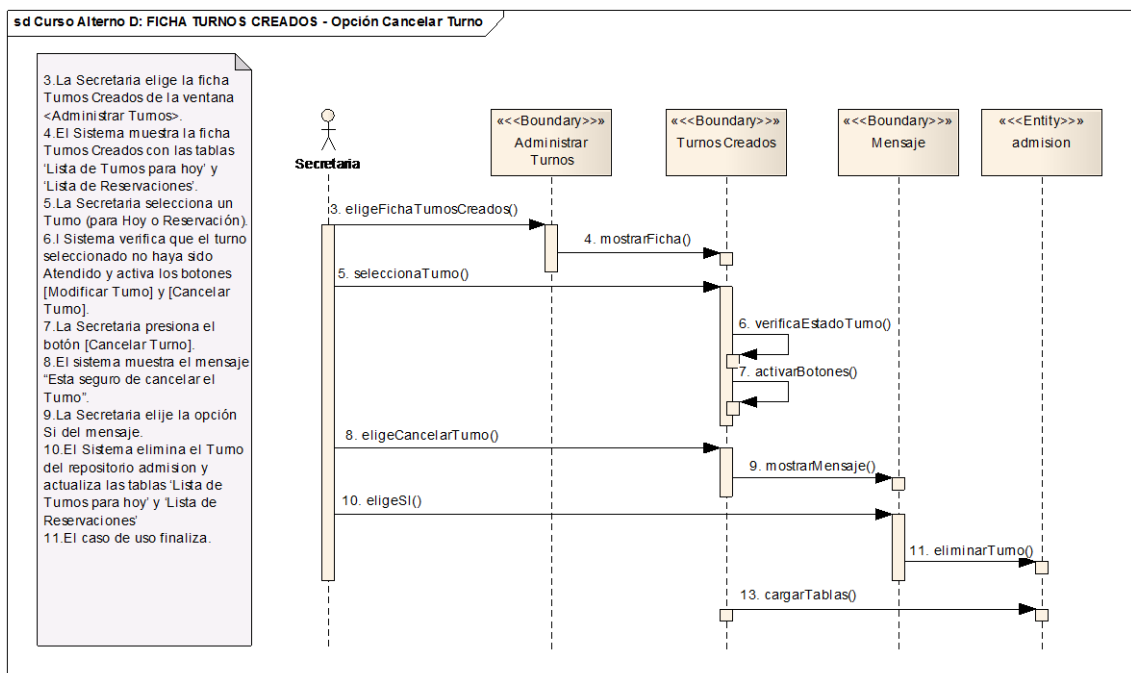 sd Curso Alterno D: FICHA TURNOS CREADOS - Opción Cancelar Turno
3.La Secretaria elige la ficha
Turnos Creados de la ventana
<Administrar Turnos>.
4.El Sistema muestra la ficha
Turnos Creados con las tablas
'Lista de Turnos para hoy' y
'Lista de Reservaciones'.
5.La Secretaria selecciona un
Turno (para Hoy o Reservación).
6.l Sistema verifica que el turno
seleccionado no haya sido
Atendido y activa los botones
[Modificar Turno] y [Cancelar
Turno].
7.La Secretaria presiona el
botón [Cancelar Turno].
8.El sistema muestra el mensaje
“Esta seguro de cancelar el
Turno”.
9.La Secretaria elije la opción
Si del mensaje.
10.El Sistema elimina el Turno
del repositorio admision y
actualiza las tablas 'Lista de
Turnos para hoy' y 'Lista de
Reservaciones'
11.El caso de uso finaliza.
Secretaria
«<<Boundary>>»
Administrar
Turnos
«<<Boundary>>»
Turnos Creados
«<<Boundary>>»
Mensaje
«<<Entity>>»
admision
3. eligeFichaTurnosCreados()
4. mostrarFicha()
5. seleccionaTurno()
6. verificaEstadoTurno()
7. activarBotones()
8. eligeCancelarTurno()
9. mostrarMensaje()
10. eligeSI()
11. eliminarTurno()
13. cargarTablas()